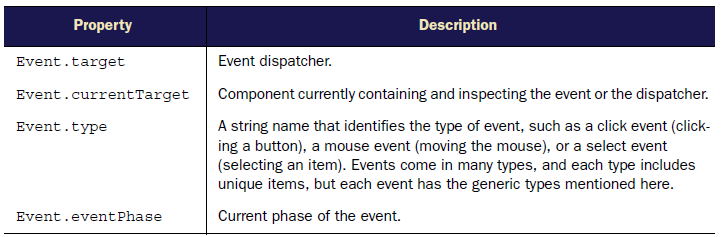 Property Description
Event.target Event dispatcher.
Event.currentTarget Component currently containing and inspecting the event or the dispatcher.
Event.type A string name that identifies the type of event, such as a click event (click-
ing a button), a mouse event (moving the mouse), or a select event
(selecting an item). Events come in many types, and each type includes
unique items, but each event has the generic types mentioned here.
Event.eventPhase Current phase of the event.